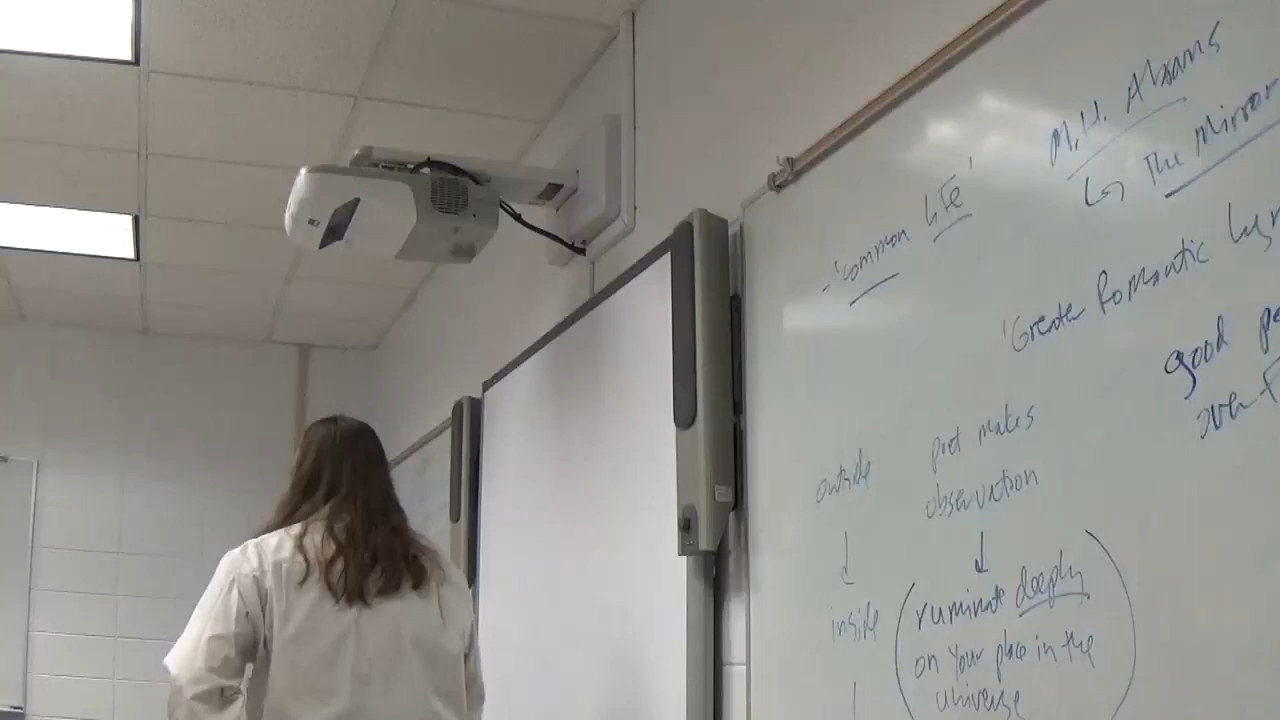 M.H. Abrams
↳ The Mirror
- 'Common Life'
'Greater Romantic
good
over
outside
↓
inside
poet makes
observation
↓
ruminate deeply
on your place in the
universe